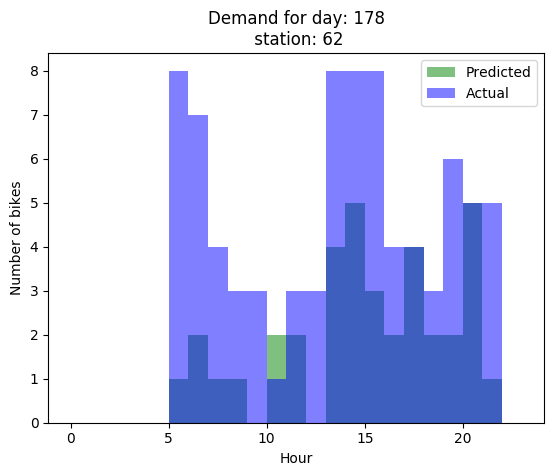 Demand for day: 178
station: 62
Predicted
Actual
Number of bikes
8
7
6
5
4
3
2
1
0
0 5 10 15 20
Hour